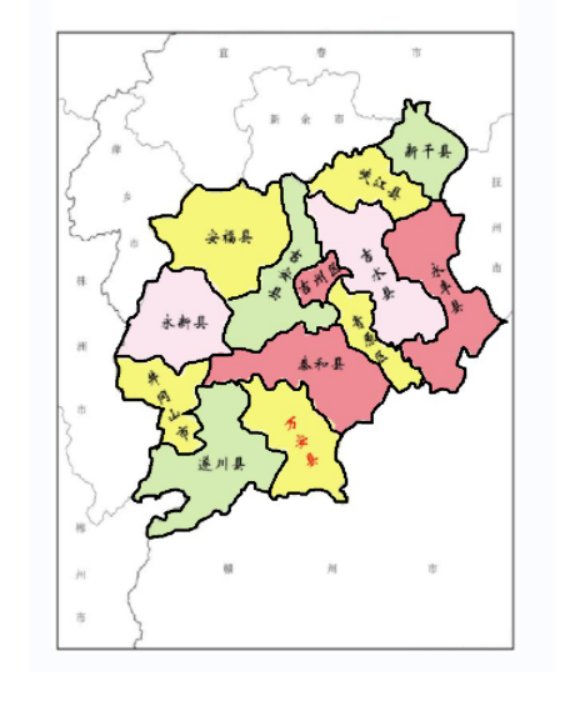 宜春市
新余市
新干县
峡江县
萍乡市
抚州市
安福县
吉安县
吉州区
吉水县
永丰县
株洲市
永新县
青原区
泰和县
井冈山市
万安县
遂川县
郴州市
赣州市